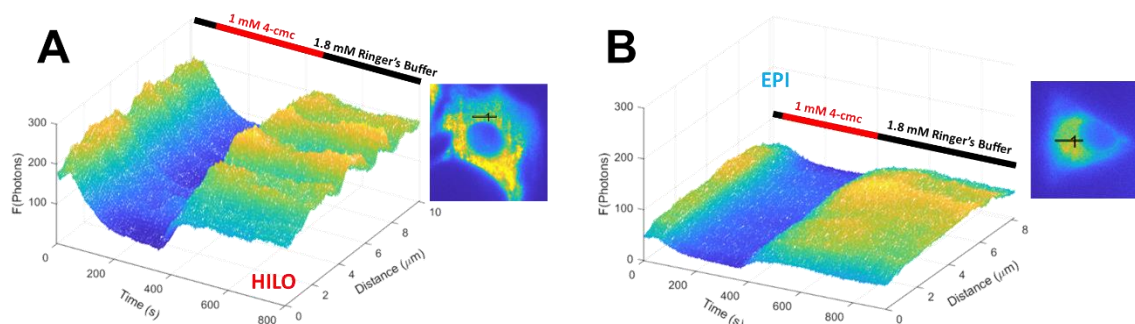 A
1 mM 4-cmc
1.8 mM Ringer's Buffer
300
200
100
F(Photons)
0
200
400
600
800
Time (s)
HILO
0
2
4
6
8
10
Distance (μm)
1
B
EPI
1 mM 4-cmc
1.8 mM Ringer's Buffer
300
200
100
0
F(Photons)
0
200
400
600
800
Time (s)
0
2
4
6
8
Distance (μm)
1